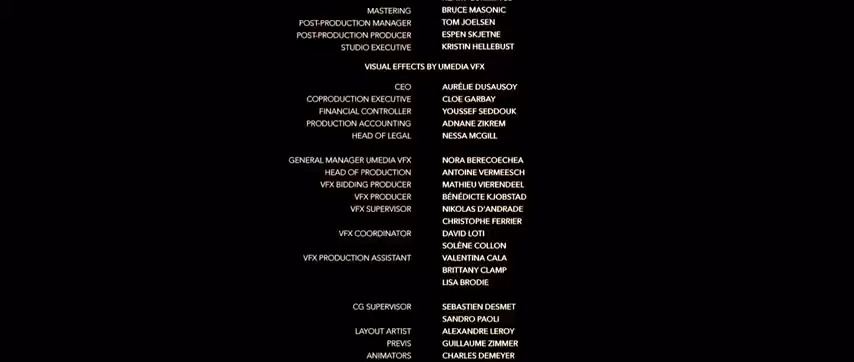 MASTERING BRUCE MASONIC
POST-PRODUCTION MANAGER TOM JOELSEN
POST-PRODUCTION PRODUCER ESPEN SKJETNE
STUDIO EXECUTIVE KRISTIN HELLEBUST
VISUAL EFFECTS BY UMEDIA VFX
CEO AURÉLIE DUSAUSOY
COPRODUCTION EXECUTIVE CLOE GARBAY
FINANCIAL CONTROLLER YOUSSEF SEDDOUK
PRODUCTION ACCOUNTING ADNANE ZIKREM
HEAD OF LEGAL NESSA MCGILL
GENERAL MANAGER UMEDIA VFX NORA BERECOECHEA
HEAD OF PRODUCTION ANTOINE VERMEESCH
VFX BIDDING PRODUCER MATHIEU VIERENDEEL
VFX PRODUCER BÉNÉDICTE KJOBSTAD
VFX SUPERVISOR NIKOLAS D'ANDRADE
CHRISTOPHE FERRIER
VFX COORDINATOR DAVID LOTI
SOLÈNE COLLON
VFX PRODUCTION ASSISTANT VALENTINA CALA
BRITTANY CLAMP
LISA BRODIE
CG SUPERVISOR SEBASTIEN DESMET
SANDRO PAOLI
LAYOUT ARTIST ALEXANDRE LEROY
PREVIS GUILLAUME ZIMMER
ANIMATORS CHARLES DEMEYER